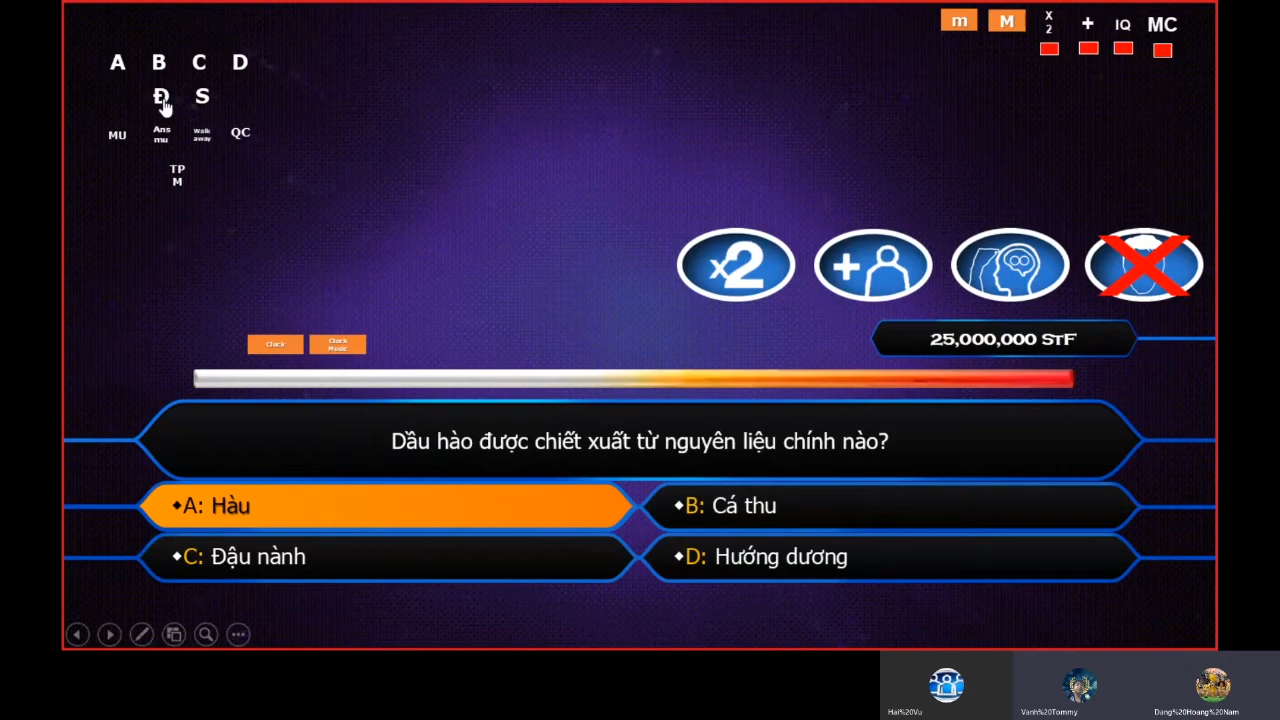 m M X
2 + IQ MC
A B C D
Đ S
MU Ans
mu Walk
away QC
TP
M
x2 +
25,000,000 STF
Clock Clock
Music
Dầu hào được chiết xuất từ nguyên liệu chính nào?
A: Hàu
B: Cá thu
C: Đậu nành
D: Hướng dương
Hai%20Vu
Vanh%20Tommy
Dang%20Hoang%20Nam